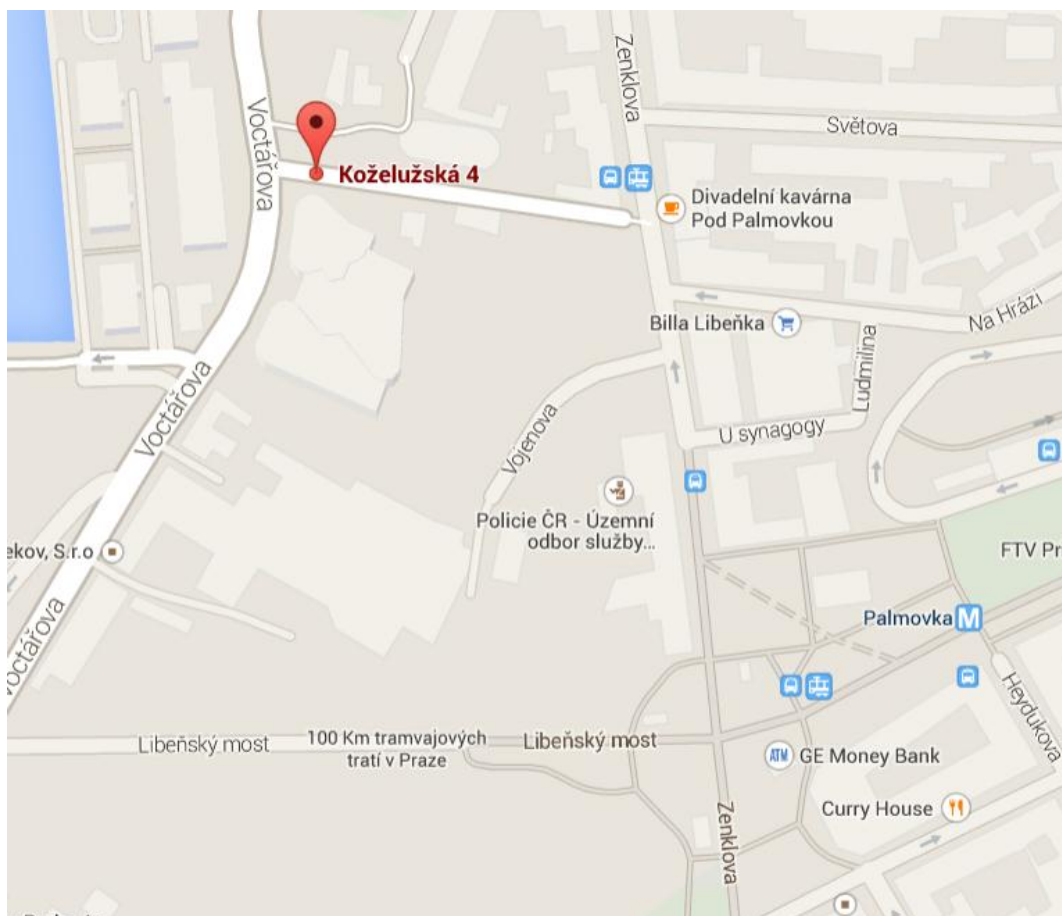 Zenklova
Voctářova
Světova
Koželužská 4
Divadelní kavárna
Pod Palmovkou
Na Hrázi
Billa Libeňka
Ludmilina
Voctářova
U synagogy
Vojenova
Policie ČR - Územní
odbor služby...
ekov, S.r.o
FTV Pr
Palmovka M
Voctářova
Heydukova
Libeňský most
100 Km tramvajových
tratí v Praze
Libeňský most
ATM GE Money Bank
Curry House
Zenklova